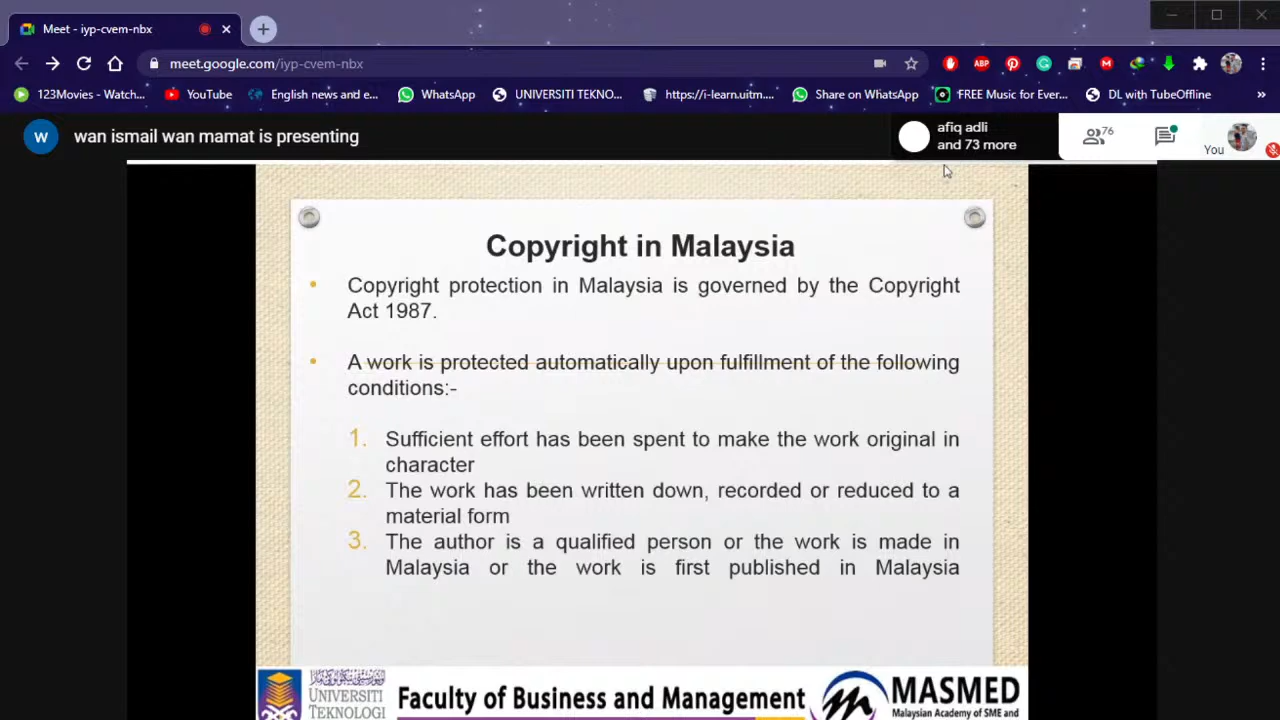 Meet - iyp-cvem-nbx
meet.google.com/iyp-cvem-nbx
ABP
123Movies - Watch...
YouTube
English news and e...
WhatsApp
UNIVERSITI TEKNO...
https://i-learn.uitm....
Share on WhatsApp
FREE Music for Ever...
DL with TubeOffline
»
W
wan ismail wan mamat is presenting
afiq adli
and 73 more
76
You
Copyright in Malaysia
• Copyright protection in Malaysia is governed by the Copyright
Act 1987.
• A work is protected automatically upon fulfillment of the following
conditions:-
1. Sufficient effort has been spent to make the work original in
character
2. The work has been written down, recorded or reduced to a
material form
3. The author is a qualified person or the work is made in
Malaysia or the work is first published in Malaysia
UNIVERSITI
TEKNOLOGI
Faculty of Business and Management
MASMED
Malaysian Academy of SME and